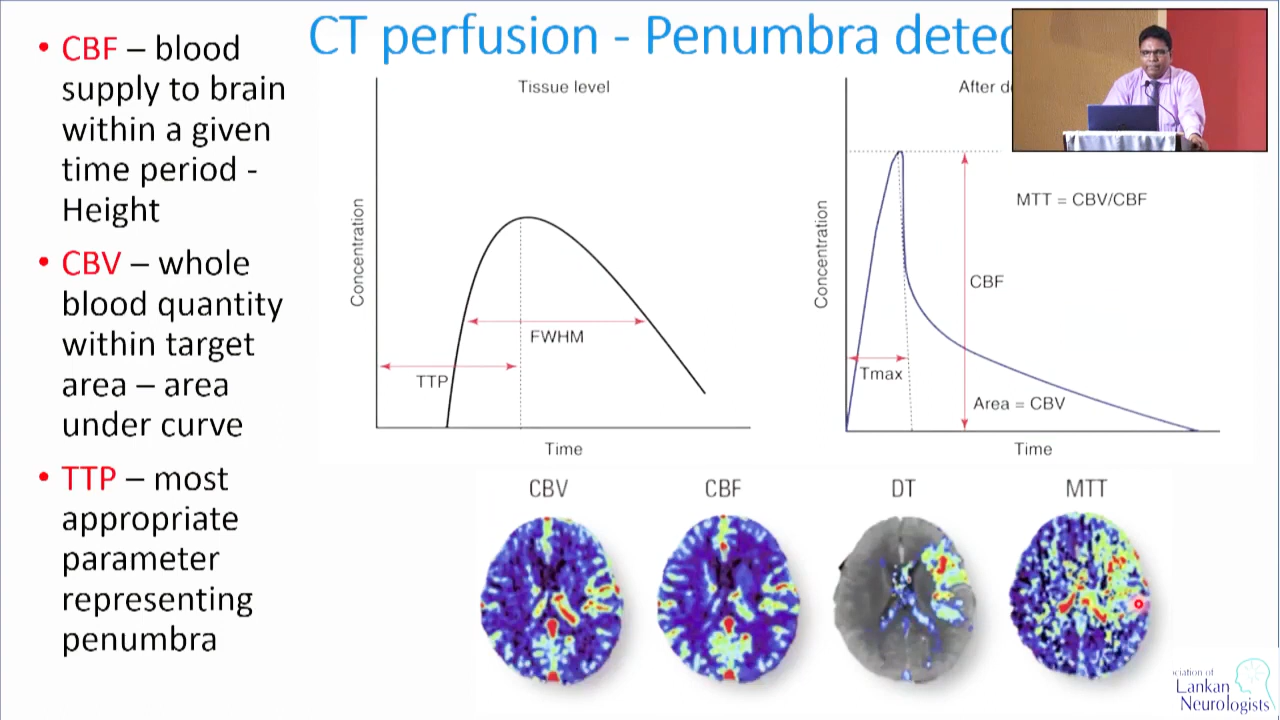 CT perfusion - Penumbra
• CBF – blood
supply to brain
within a given
time period -
Height
• CBV – whole
blood quantity
within target
area – area
under curve
• TTP – most
appropriate
parameter
representing
penumbra
Tissue level
Concentration
FWHM
TTP
Time
After
MTT = CBV/CBF
Concentration
CBF
Tmax
Area = CBV
Time
CBV
CBF
DT
MTT
of
Lankan
Neurologists